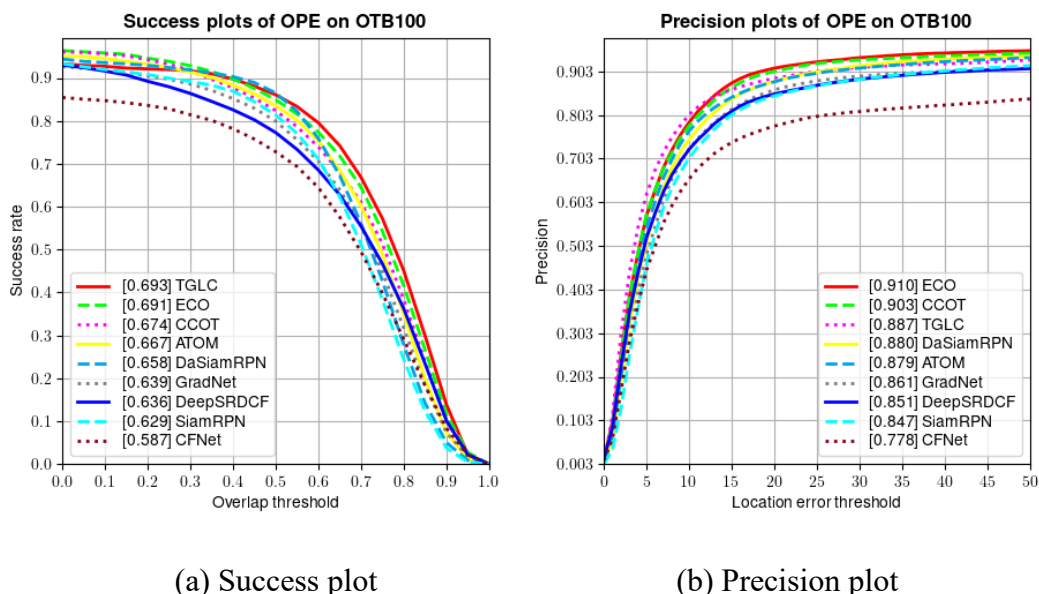 Success plots of OPE on OTB100
Success rate
0.9
0.8
0.7
0.6
0.5
0.4
0.3
0.2
0.1
0.0
[0.693] TGLC
[0.691] ECO
[0.674] CCOT
[0.667] ATOM
[0.658] DaSiamRPN
[0.639] GradNet
[0.636] DeepSRDCF
[0.629] SiamRPN
[0.587] CFNet
0.0 0.1 0.2 0.3 0.4 0.5 0.6 0.7 0.8 0.9 1.0
Overlap threshold
(a) Success plot
Precision plots of OPE on OTB100
Precision
0.903
0.803
0.703
0.603
0.503
0.403
0.303
0.203
0.103
0.003
[0.910] ECO
[0.903] CCOT
[0.887] TGLC
[0.880] DaSiamRPN
[0.879] ATOM
[0.861] GradNet
[0.851] DeepSRDCF
[0.847] SiamRPN
[0.778] CFNet
0 5 10 15 20 25 30 35 40 45 50
Location error threshold
(b) Precision plot